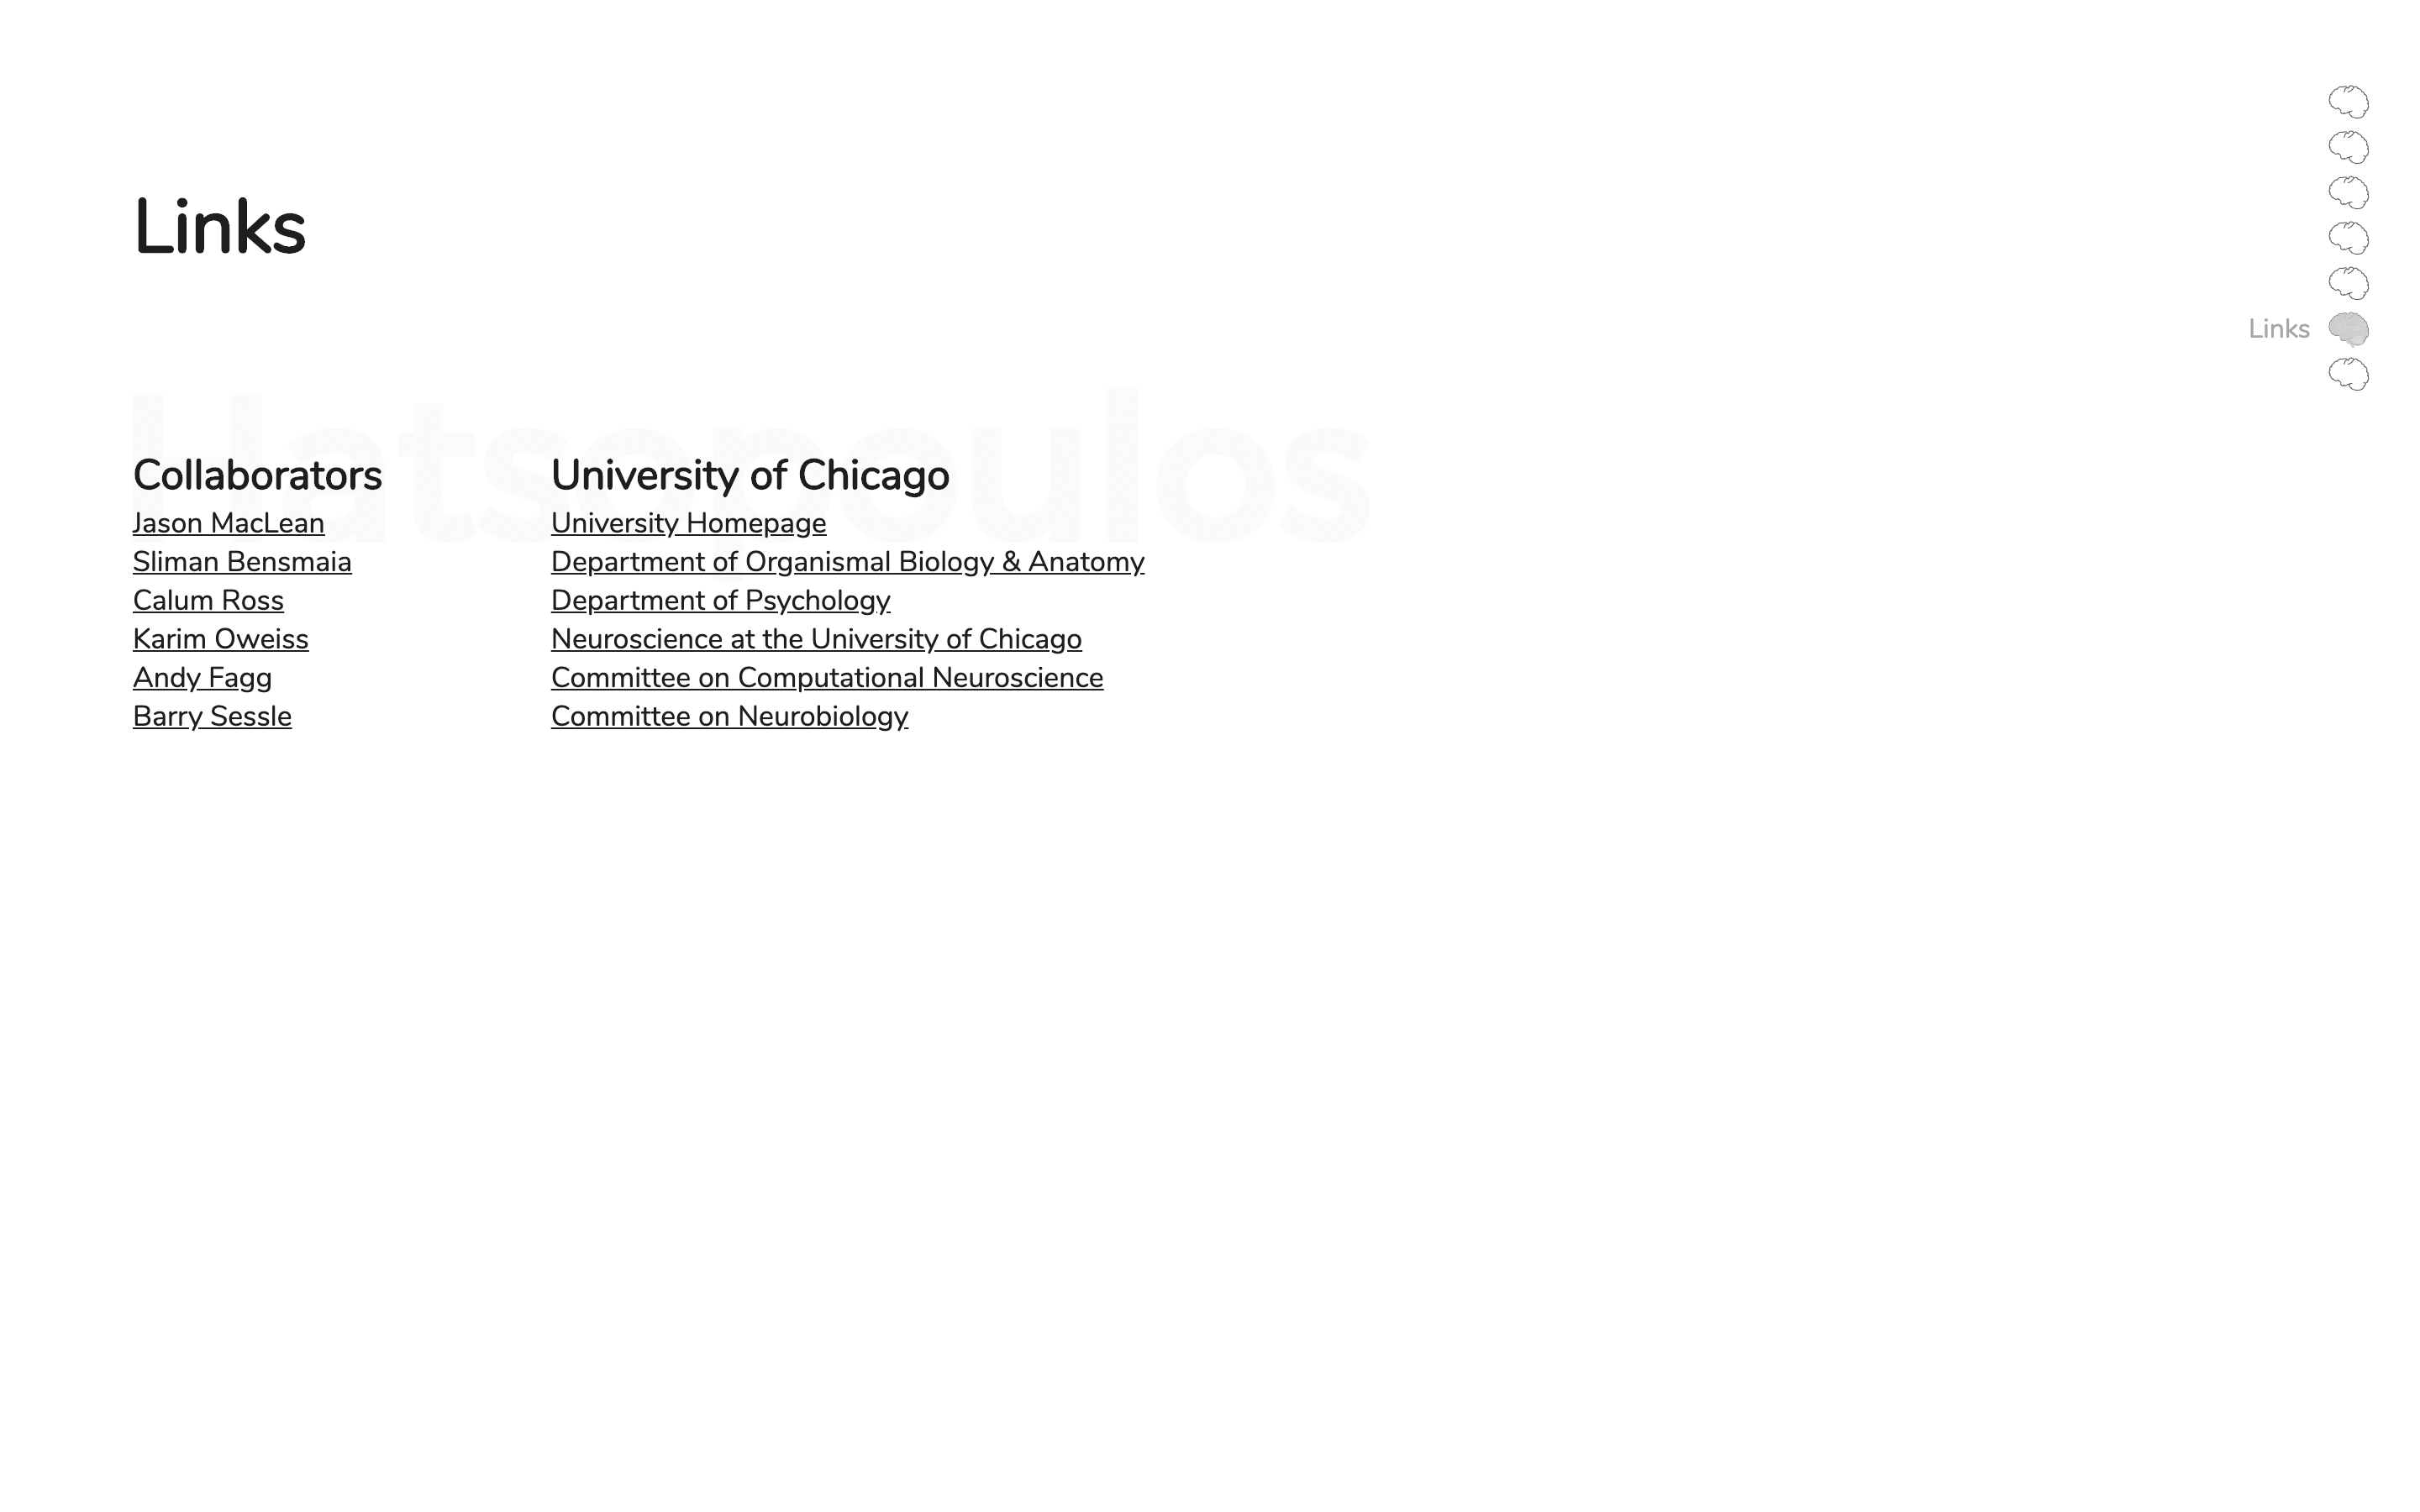 Links
Links
Hatsopoulos
Collaborators
Jason MacLean
Sliman Bensmaia
Calum Ross
Karim Oweiss
Andy Fagg
Barry Sessle
University of Chicago
University Homepage
Department of Organismal Biology & Anatomy
Department of Psychology
Neuroscience at the University of Chicago
Committee on Computational Neuroscience
Committee on Neurobiology